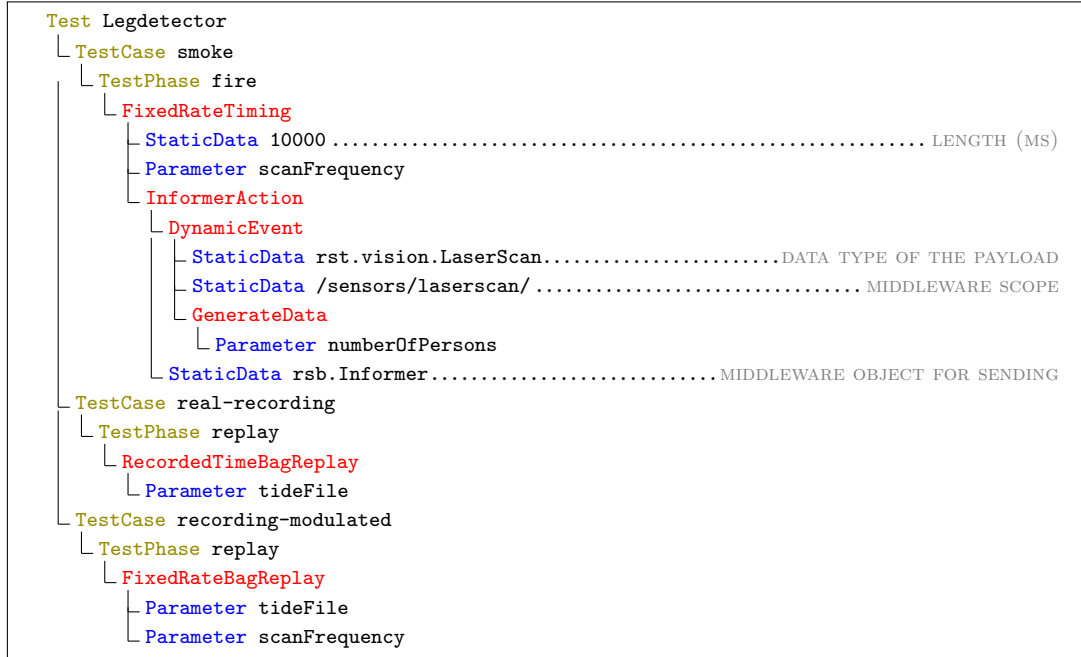 Test Legdetector
TestCase smoke
TestPhase fire
FixedRateTiming
StaticData 10000 ............................................................ LENGTH (MS)
Parameter scanFrequency
InformerAction
DynamicEvent
StaticData rst.vision.LaserScan........................DATA TYPE OF THE PAYLOAD
StaticData /sensors/laserscan/ ................................. MIDDLEWARE SCOPE
GenerateData
Parameter numberOfPersons
StaticData rsb.Informer.............................MIDDLEWARE OBJECT FOR SENDING
TestCase real-recording
TestPhase replay
RecordedTimeBagReplay
Parameter tideFile
TestCase recording-modulated
TestPhase replay
FixedRateBagReplay
Parameter tideFile
Parameter scanFrequency